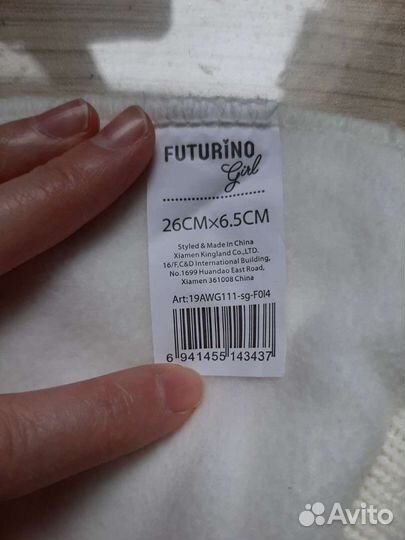 FUTURINO
Girl
26CM×6.5CM
Styled & Made In China
Xiamen Kingland Co.,LTD
16/F,C&D International Building,
No.1699 Huandao East Road,
Xiamen 361008 China
Art:19AWG111-sg-F0l4
6 941455 143437
Avito